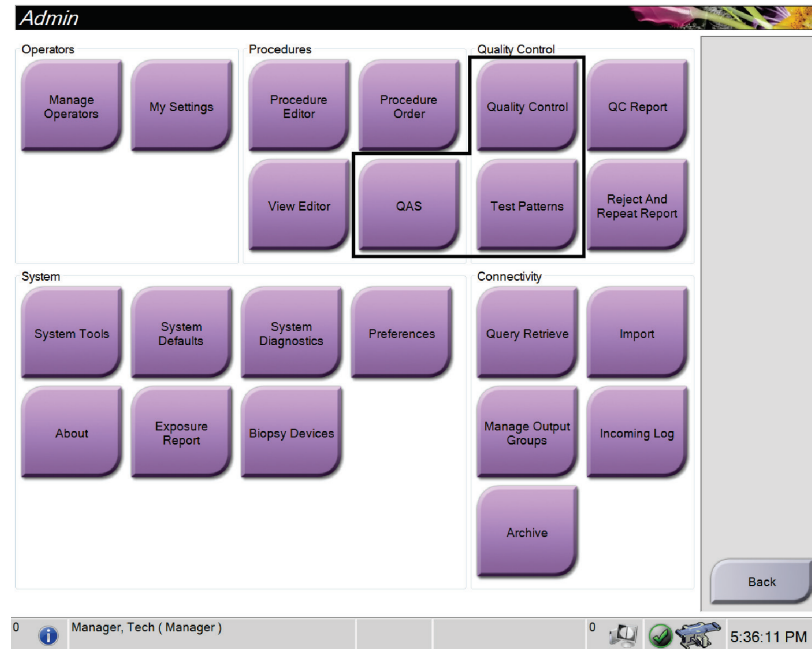 Admin
Operators
Manage
Operators
My Settings
Procedures
Procedure
Editor
Procedure
Order
View Editor
QAS
Quality Control
Quality Control
QC Report
Test Patterns
Reject And
Repeat Report
System
System Tools
System
Defaults
System
Diagnostics
Preferences
About
Exposure
Report
Biopsy Devices
Connectivity
Query Retrieve
Import
Manage Output
Groups
Incoming Log
Archive
Back
0
Manager, Tech ( Manager )
0
5:36:11 PM